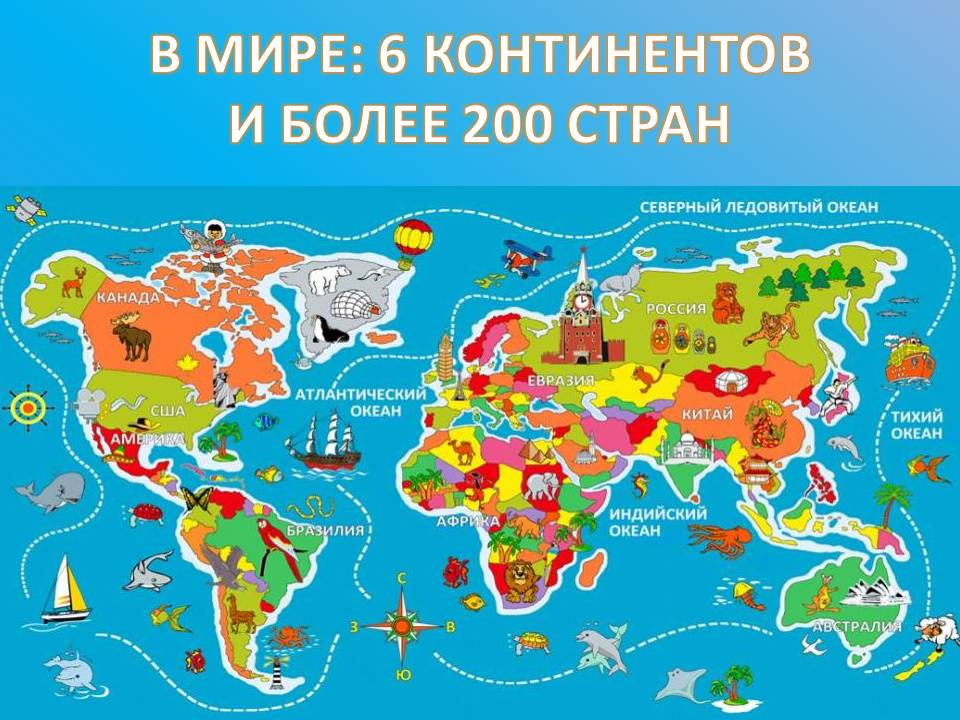 В МИРЕ: 6 КОНТИНЕНТОВ
И БОЛЕЕ 200 СТРАН
СЕВЕРНЫЙ ЛЕДОВИТЫЙ ОКЕАН
КАНАДА
РОССИЯ
ЕВРАЗИЯ
АТЛАНТИЧЕСКИЙ
ОКЕАН
США
КИТАЙ
ТИХИЙ
ОКЕАН
АМЕРИКА
АФРИКА
ИНДИЙСКИЙ
ОКЕАН
БРАЗИЛИЯ
С
З
В
Ю
АВСТРАЛИЯ